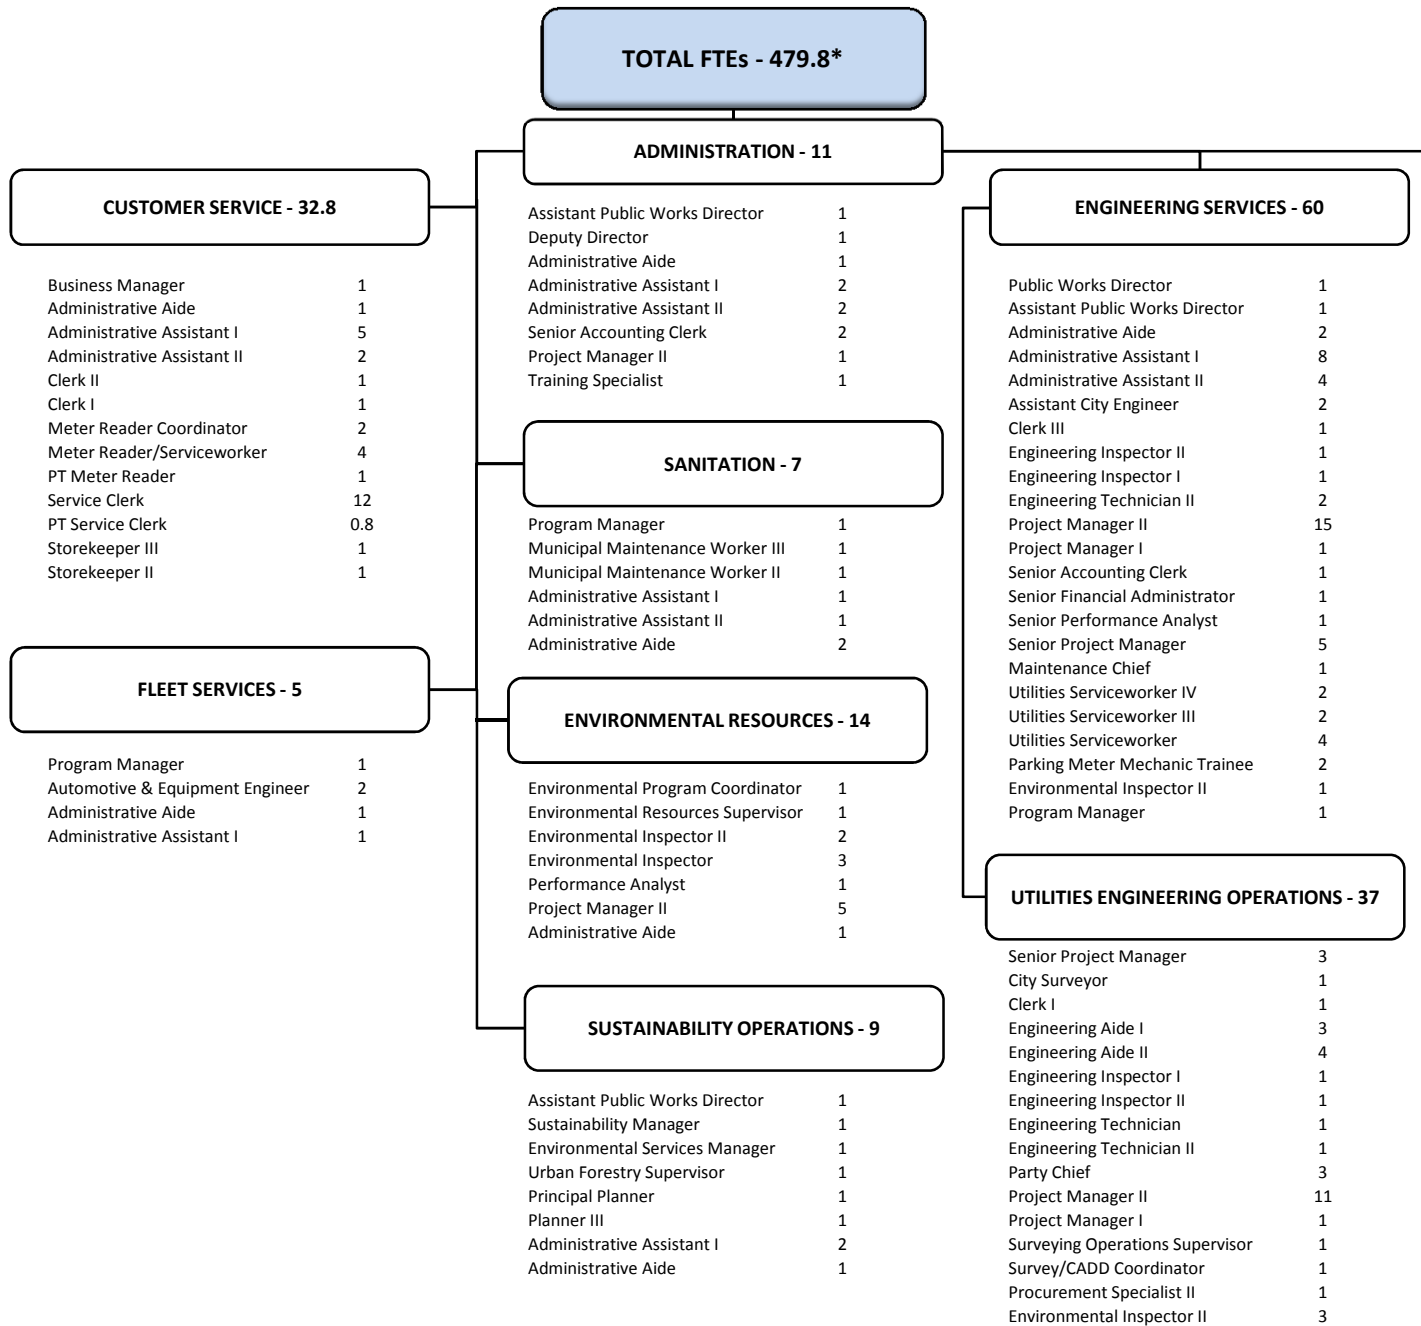 TOTAL FTEs - 479.8*
ADMINISTRATION - 11
Assistant Public Works Director 1
Deputy Director 1
Administrative Aide 1
Administrative Assistant I 2
Administrative Assistant II 2
Senior Accounting Clerk 2
Project Manager II 1
Training Specialist 1
CUSTOMER SERVICE - 32.8
Business Manager 1
Administrative Aide 1
Administrative Assistant I 5
Administrative Assistant II 2
Clerk II 1
Clerk I 1
Meter Reader Coordinator 2
Meter Reader/Serviceworker 4
PT Meter Reader 1
Service Clerk 12
PT Service Clerk 0.8
Storekeeper III 1
Storekeeper II 1
FLEET SERVICES - 5
Program Manager 1
Automotive & Equipment Engineer 2
Administrative Aide 1
Administrative Assistant I 1
SANITATION - 7
Program Manager 1
Municipal Maintenance Worker III 1
Municipal Maintenance Worker II 1
Administrative Assistant I 1
Administrative Assistant II 1
Administrative Aide 2
ENVIRONMENTAL RESOURCES - 14
Environmental Program Coordinator 1
Environmental Resources Supervisor 1
Environmental Inspector II 2
Environmental Inspector 3
Performance Analyst 1
Project Manager II 5
Administrative Aide 1
SUSTAINABILITY OPERATIONS - 9
Assistant Public Works Director 1
Sustainability Manager 1
Environmental Services Manager 1
Urban Forestry Supervisor 1
Principal Planner 1
Planner III 1
Administrative Assistant I 2
Administrative Aide 1
ENGINEERING SERVICES - 60
Public Works Director 1
Assistant Public Works Director 1
Administrative Aide 2
Administrative Assistant I 8
Administrative Assistant II 4
Assistant City Engineer 2
Clerk III 1
Engineering Inspector II 1
Engineering Inspector I 1
Engineering Technician II 2
Project Manager II 15
Project Manager I 1
Senior Accounting Clerk 1
Senior Financial Administrator 1
Senior Performance Analyst 1
Senior Project Manager 5
Maintenance Chief 1
Utilities Serviceworker IV 2
Utilities Serviceworker III 2
Utilities Serviceworker 4
Parking Meter Mechanic Trainee 2
Environmental Inspector II 1
Program Manager 1
UTILITIES ENGINEERING OPERATIONS - 37
Senior Project Manager 3
City Surveyor 1
Clerk I 1
Engineering Aide I 3
Engineering Aide II 4
Engineering Inspector I 1
Engineering Inspector II 1
Engineering Technician 1
Engineering Technician II 1
Party Chief 3
Project Manager II 11
Project Manager I 1
Surveying Operations Supervisor 1
Survey/CADD Coordinator 1
Procurement Specialist II 1
Environmental Inspector II 3